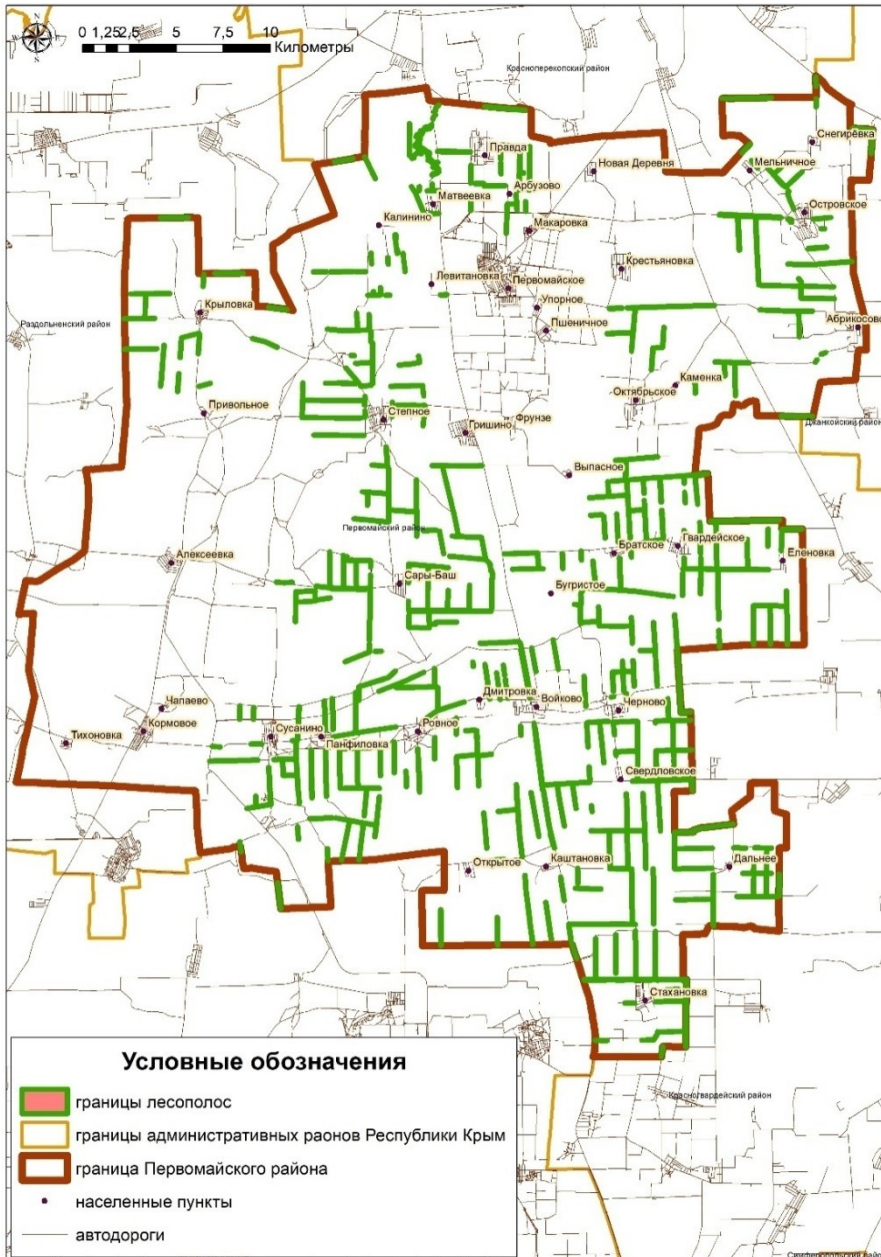 N
W
E
S
0 1,25 2,5 5 7,5 10
Километры
Красноперекопский район
Снегирёвка
Правда
Новая Деревня
Мельничное
Арбузово
Матвеевка
Островское
Калинино
Макаровка
Крестьяновка
Левитановка
Первомайское
Упорное
Крыловка
Раздольненский район
Пшеничное
Абрикосово
Каменка
Октябрьское
Привольное
Степное
Фрунзе
Гришино
Джанкойский район
Выпасное
Первомайский район
Гвардейское
Братское
Алексеевка
Еленовка
Сары-Баш
Бугристое
Дмитровка
Войково
Черново
Чапаево
Кормовое
Тихоновка
Сусанино
Панфиловка
Ровное
Свердловское
Открытое
Каштановка
Дальнее
Стахановка
Красногвардейский район
Условные обозначения
границы лесополос
границы административных раонов Республики Крым
граница Первомайского района
населенные пункты
автодороги
Симферопольский райо